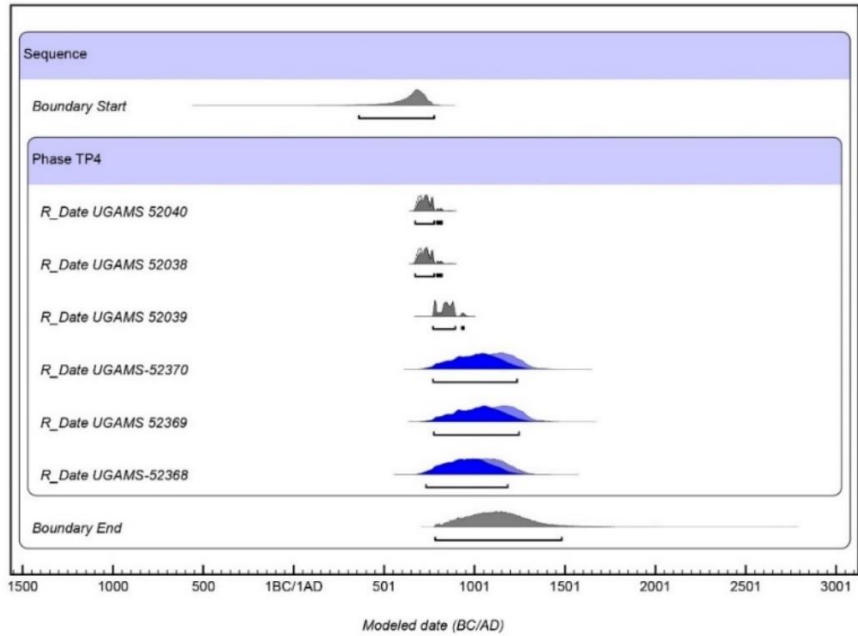 Sequence
Boundary Start
Phase TP4
R_Date UGAMS 52040
R_Date UGAMS 52038
R_Date UGAMS 52039
R_Date UGAMS-52370
R_Date UGAMS 52369
R_Date UGAMS-52368
Boundary End
1500 1000 500 1BC/1AD 501 1001 1501 2001 2501 3001
Modeled date (BC/AD)